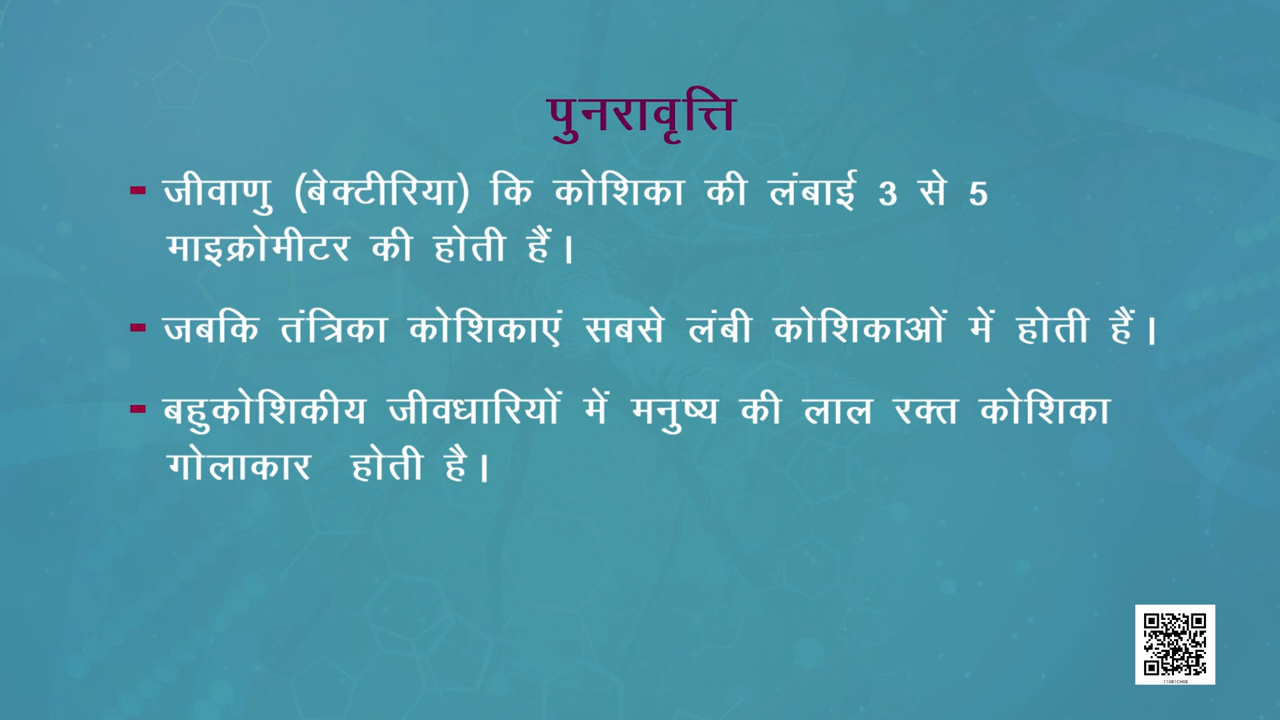 पुनरावृत्ति
- जीवाणु (बेक्टीरिया) कि कोशिका की लंबाई 3 से 5
माइक्रोमीटर की होती हैं।
- जबकि तंत्रिका कोशिकाएं सबसे लंबी कोशिकाओं में होती हैं।
- बहुकोशिकीय जीवधारियों में मनुष्य की लाल रक्त कोशिका
गोलाकार होती है।